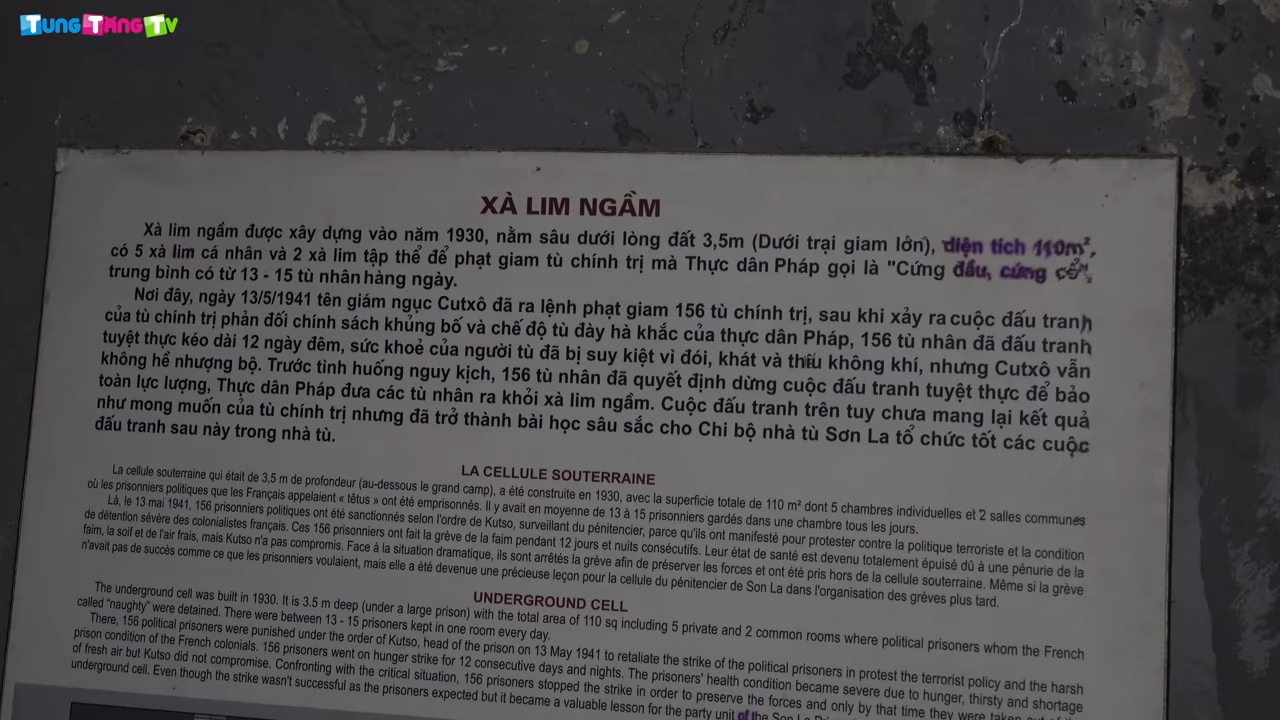 TUNG TĂNG TV
XÀ LIM NGẦM
Xà lim ngầm được xây dựng vào năm 1930, nằm sâu dưới lòng đất 3,5m (Dưới trại giam lớn), diện tích 110m²,
có 5 xà lim cá nhân và 2 xà lim tập thể để phạt giam tù chính trị mà Thực dân Pháp gọi là "Cứng đầu, cứng cổ",
trung bình có từ 13 - 15 tù nhân hàng ngày.
Nơi đây, ngày 13/5/1941 tên giám ngục Cutxô đã ra lệnh phạt giam 156 tù chính trị, sau khi xảy ra cuộc đấu tranh
của tù chính trị phản đối chính sách khủng bố và chế độ tù đày hà khắc của thực dân Pháp, 156 tù nhân đã đấu tranh
tuyệt thực kéo dài 12 ngày đêm, sức khoẻ của người tù đã bị suy kiệt vì đói, khát và thiếu không khí, nhưng Cutxô vẫn
không hề nhượng bộ. Trước tình huống nguy kịch, 156 tù nhân đã quyết định dừng cuộc đấu tranh tuyệt thực để bảo
toàn lực lượng, Thực dân Pháp đưa các tù nhân ra khỏi xà lim ngầm. Cuộc đấu tranh trên tuy chưa mang lại kết quả
như mong muốn của tù chính trị nhưng đã trở thành bài học sâu sắc cho Chi bộ nhà tù Sơn La tổ chức tốt các cuộc
đấu tranh sau này trong nhà tù.
LA CELLULE SOUTERRAINE
La cellule souterraine qui était de 3,5 m de profondeur (au-dessous le grand camp), a été construite en 1930, avec la superficie totale de 110 m² dont 5 chambres individuelles et 2 salles communes
où les prisonniers politiques que les Français appelaient « têtus » ont été emprisonnés. Il y avait en moyenne de 13 à 15 prisonniers gardés dans une chambre tous les jours.
Là, le 13 mai 1941, 156 prisonniers politiques ont été sanctionnés selon l'ordre de Kutso, surveillant du pénitencier, parce qu'ils ont manifesté pour protester contre la politique terroriste et la condition
de détention sévère des colonialistes français. Ces 156 prisonniers ont fait la grève de la faim pendant 12 jours et nuits consécutifs. Leur état de santé est devenu totalement épuisé dû à une pénurie de la
faim, la soif et de l'air frais, mais Kutso n'a pas compromis. Face à la situation dramatique, ils sont arrêtés la grève afin de préserver les forces et ont été pris hors de la cellule souterraine. Même si la grève
n'avait pas de succès comme ce que les prisonniers voulaient, mais elle a été devenue une précieuse leçon pour la cellule du pénitencier de Son La dans l'organisation des grèves plus tard.
UNDERGROUND CELL
The underground cell was built in 1930. It is 3.5 m deep (under a large prison) with the total area of 110 sq including 5 private and 2 common rooms where political prisoners whom the French
called “naughty” were detained. There were between 13 - 15 prisoners kept in one room every day.
There, 156 political prisoners were punished under the order of Kutso, head of the prison on 13 May 1941 to retaliate the strike of the political prisoners in protest the terrorist policy and the harsh
prison condition of the French colonials. 156 prisoners went on hunger strike for 12 consecutive days and nights. The prisoners' health condition became severe due to hunger, thirsty and shortage
of fresh air but Kutso did not compromise. Confronting with the critical situation, 156 prisoners stopped the strike in order to preserve the forces and only by that time they were taken out of the
underground cell. Even though the strike wasn't successful as the prisoners expected but it became a valuable lesson for the party unit of the Son La